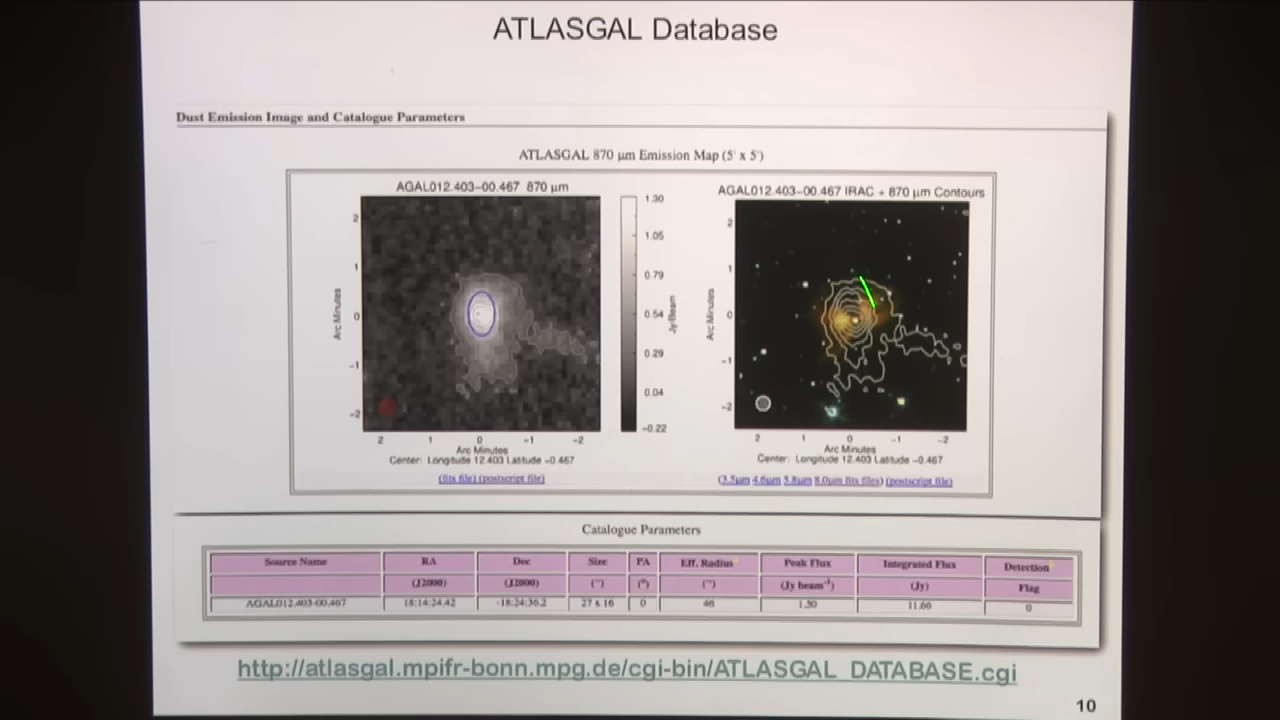 ATLASGAL Database
Dust Emission Image and Catalogue Parameters
ATLASGAL 870 μm Emission Map (5' x 5')
AGAL012.403-00.467 870 μm
AGAL012.403-00.467 IRAC + 870 μm Contours
2
1
0
-1
-2
Arc Minutes
2 1 0 -1 -2
Arc Minutes
Center: Longitude 12.403 Latitude -0.467
(fits file) (postscript file)
1.30
1.05
0.79
0.54
0.29
0.04
-0.22
Jy/Beam
2
1
0
-1
-2
Arc Minutes
2 1 0 -1 -2
Arc Minutes
Center: Longitude 12.403 Latitude -0.467
(3.5μm 4.6μm 5.8μm 8.0μm fits files) (postscript file)
Catalogue Parameters
Source Name RA Dec Size PA Eff. Radius Peak Flux Integrated Flux Detection
(J2000) (J2000) (") (°) (") (Jy beam⁻¹) (Jy) Flag
AGAL012.403-00.467 18:14:24.42 -18:24:36.2 27 x 16 0 46 1.30 11.66 0
http://atlasgal.mpifr-bonn.mpg.de/cgi-bin/ATLASGAL_DATABASE.cgi
10